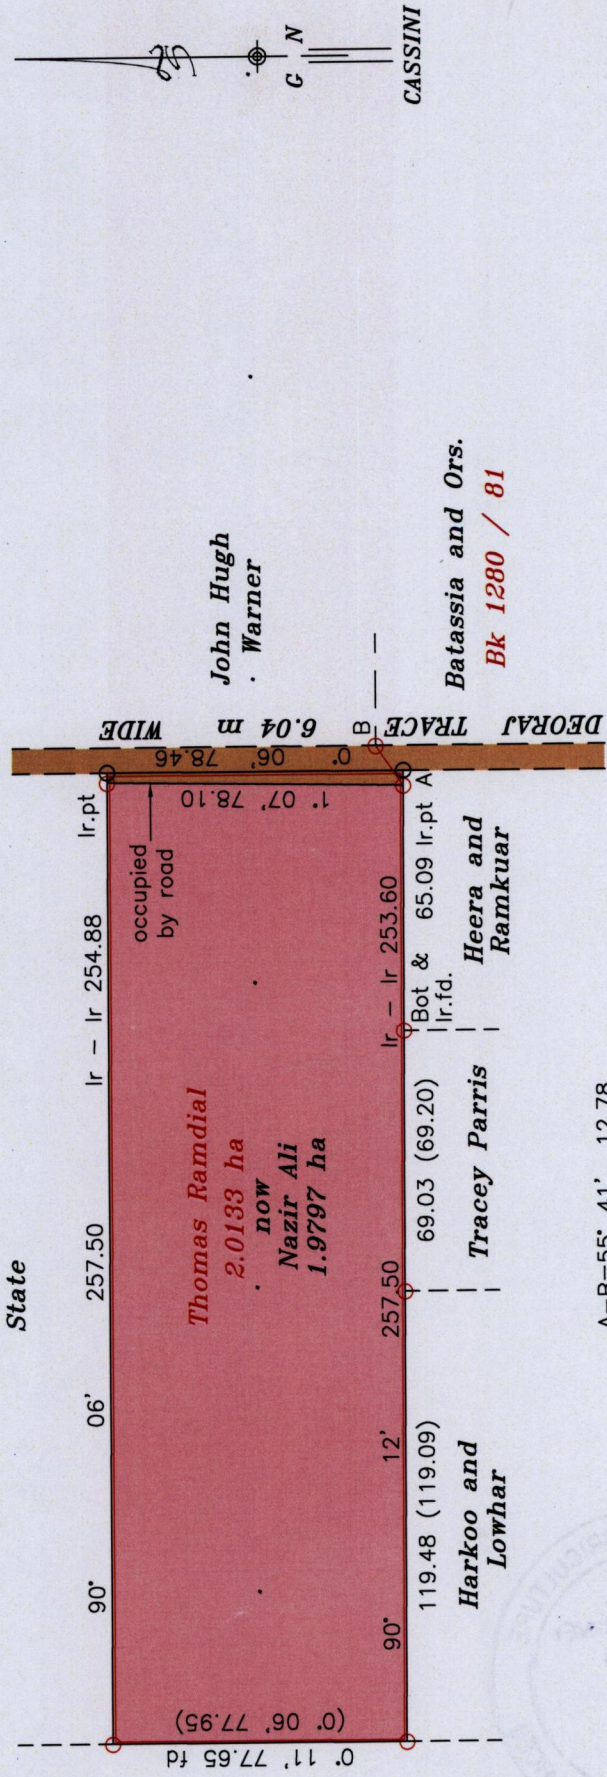 State
90° 06' 257.50 Ir – Ir 254.88 Ir.pt
occupied
by road
Thomas Ramdial
2.0133 ha
now
Nazir Ali
1.9797 ha
0° 11' 77.65 fd
(0° 06' 77.95)
1° 07' 78.10
0° 06' 78.46
90° 12' 257.50 Ir – Ir 253.60
119.48 (119.09)
69.03 (69.20)
Bot &
Ir.fd.
65.09 Ir.pt A
B
Harkoo and
Lowhar
Tracey Parris
Heera and
Ramkuar
DEORAJ TRACE 6.04 m WIDE
John Hugh
Warner
Batassia and Ors.
Bk 1280 / 81
A–B=55° 41' 12.78
G N
CASSINI
RICULTURE